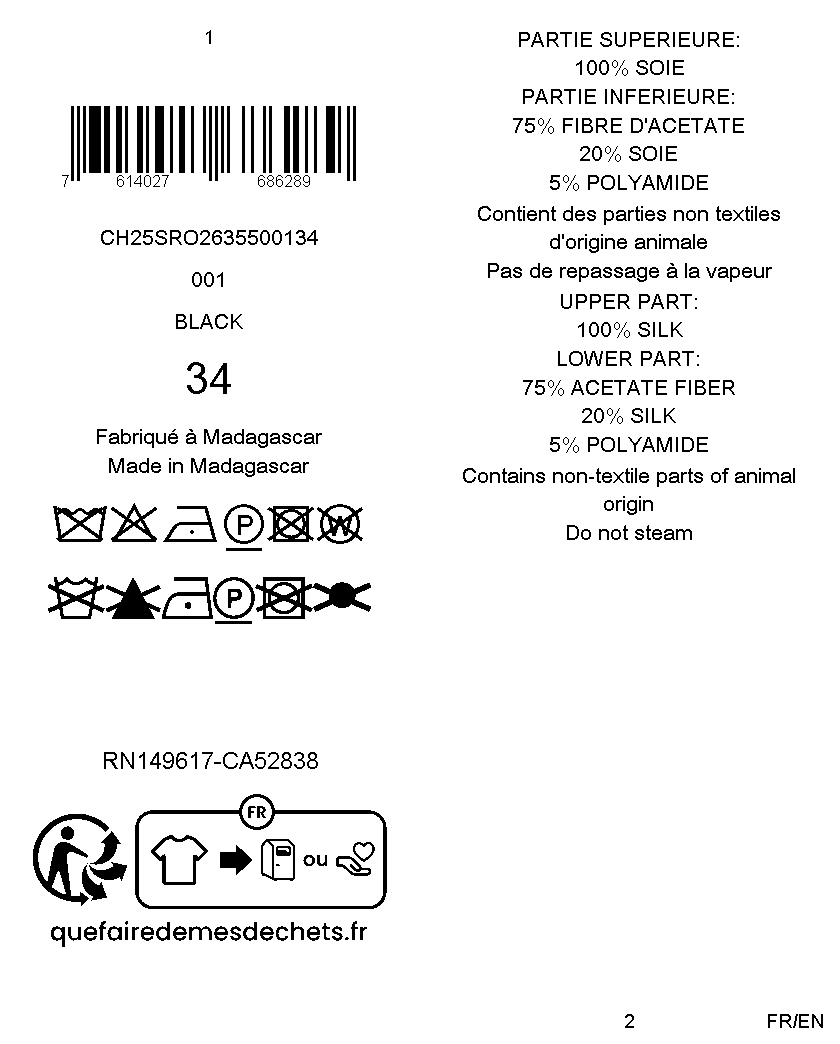 1
7 614027 686289
CH25SRO2635500134
001
BLACK
34
Fabriqué à Madagascar
Made in Madagascar
P W
P
RN149617-CA52838
FR
ou
quefairedemesdechets.fr
PARTIE SUPERIEURE:
100% SOIE
PARTIE INFERIEURE:
75% FIBRE D'ACETATE
20% SOIE
5% POLYAMIDE
Contient des parties non textiles
d'origine animale
Pas de repassage à la vapeur
UPPER PART:
100% SILK
LOWER PART:
75% ACETATE FIBER
20% SILK
5% POLYAMIDE
Contains non-textile parts of animal
origin
Do not steam
2 FR/EN